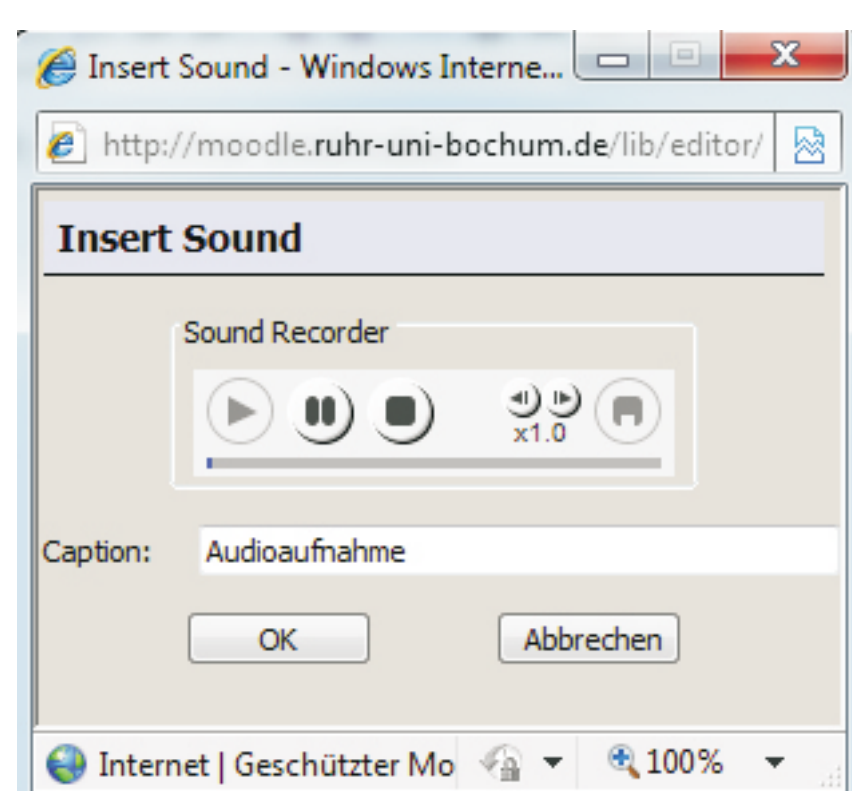 Insert Sound - Windows Interne...
http://moodle.ruhr-uni-bochum.de/lib/editor/
Insert Sound
Sound Recorder
x1.0
Caption: Audioaufnahme
OK Abbrechen
Internet | Geschützter Mo 100%